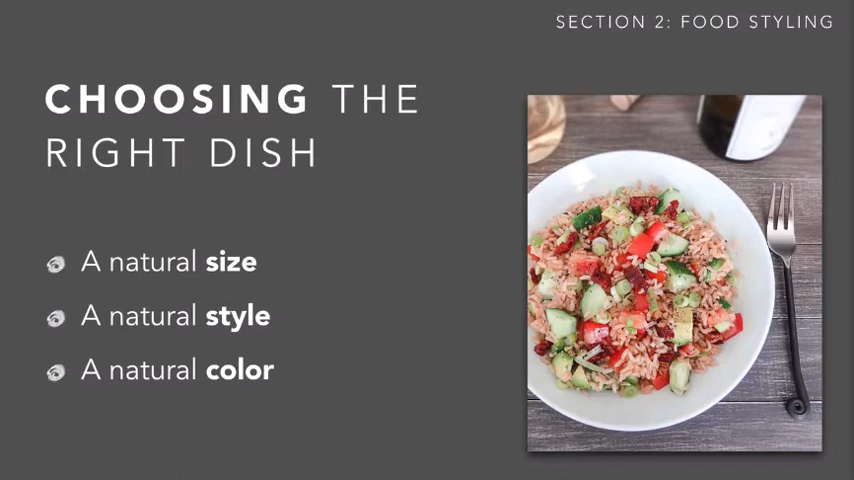 SECTION 2: FOOD STYLING
CHOOSING THE
RIGHT DISH
A natural size
A natural style
A natural color